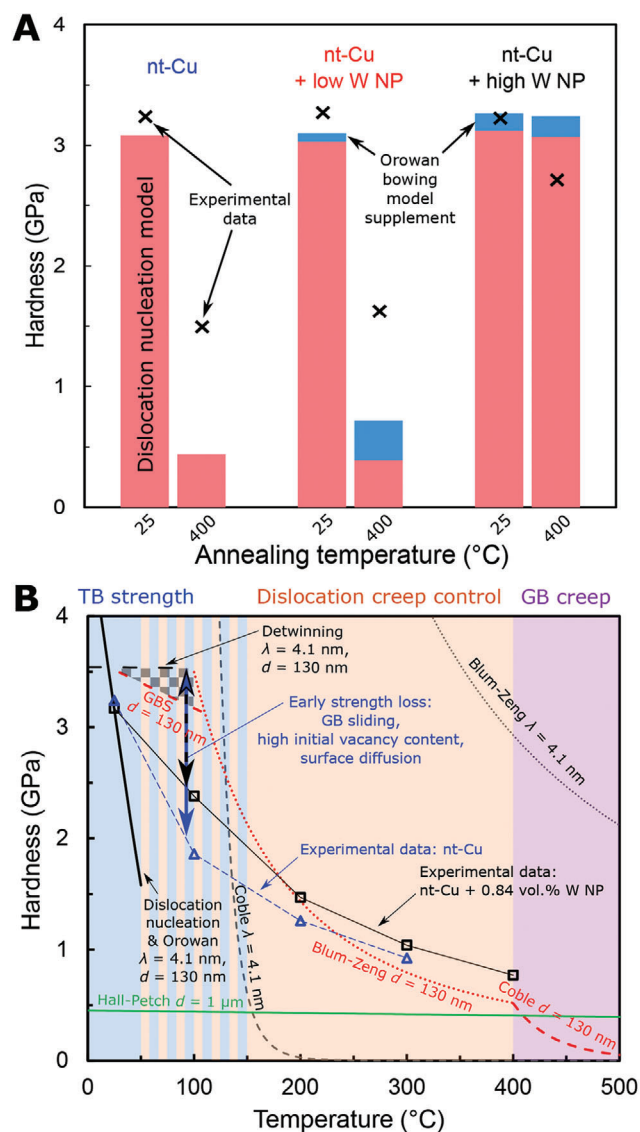 A
4
3
2
1
0
Hardness (GPa)
nt-Cu
nt-Cu
+ low W NP
nt-Cu
+ high W NP
Experimental
data
Orowan
bowing
model
supplement
Dislocation nucleation model
25
400
25
400
25
400
Annealing temperature (°C)
B
TB strength
Dislocation creep control
GB creep
4
3
2
1
0
Hardness (GPa)
Detwinning
λ = 4.1 nm,
d = 130 nm
GBS
d = 130 nm
Early strength loss:
GB sliding,
high initial vacancy content,
surface diffusion
Blum-Zeng λ = 4.1 nm
Experimental data: nt-Cu
Experimental data:
nt-Cu + 0.84 vol.% W NP
Dislocation
nucleation
& Orowan
λ = 4.1 nm,
d = 130 nm
Coble λ = 4.1 nm
Blum-Zeng d = 130 nm
Coble d = 130 nm
Hall-Petch d = 1 µm
0
100
200
300
400
500
Temperature (°C)